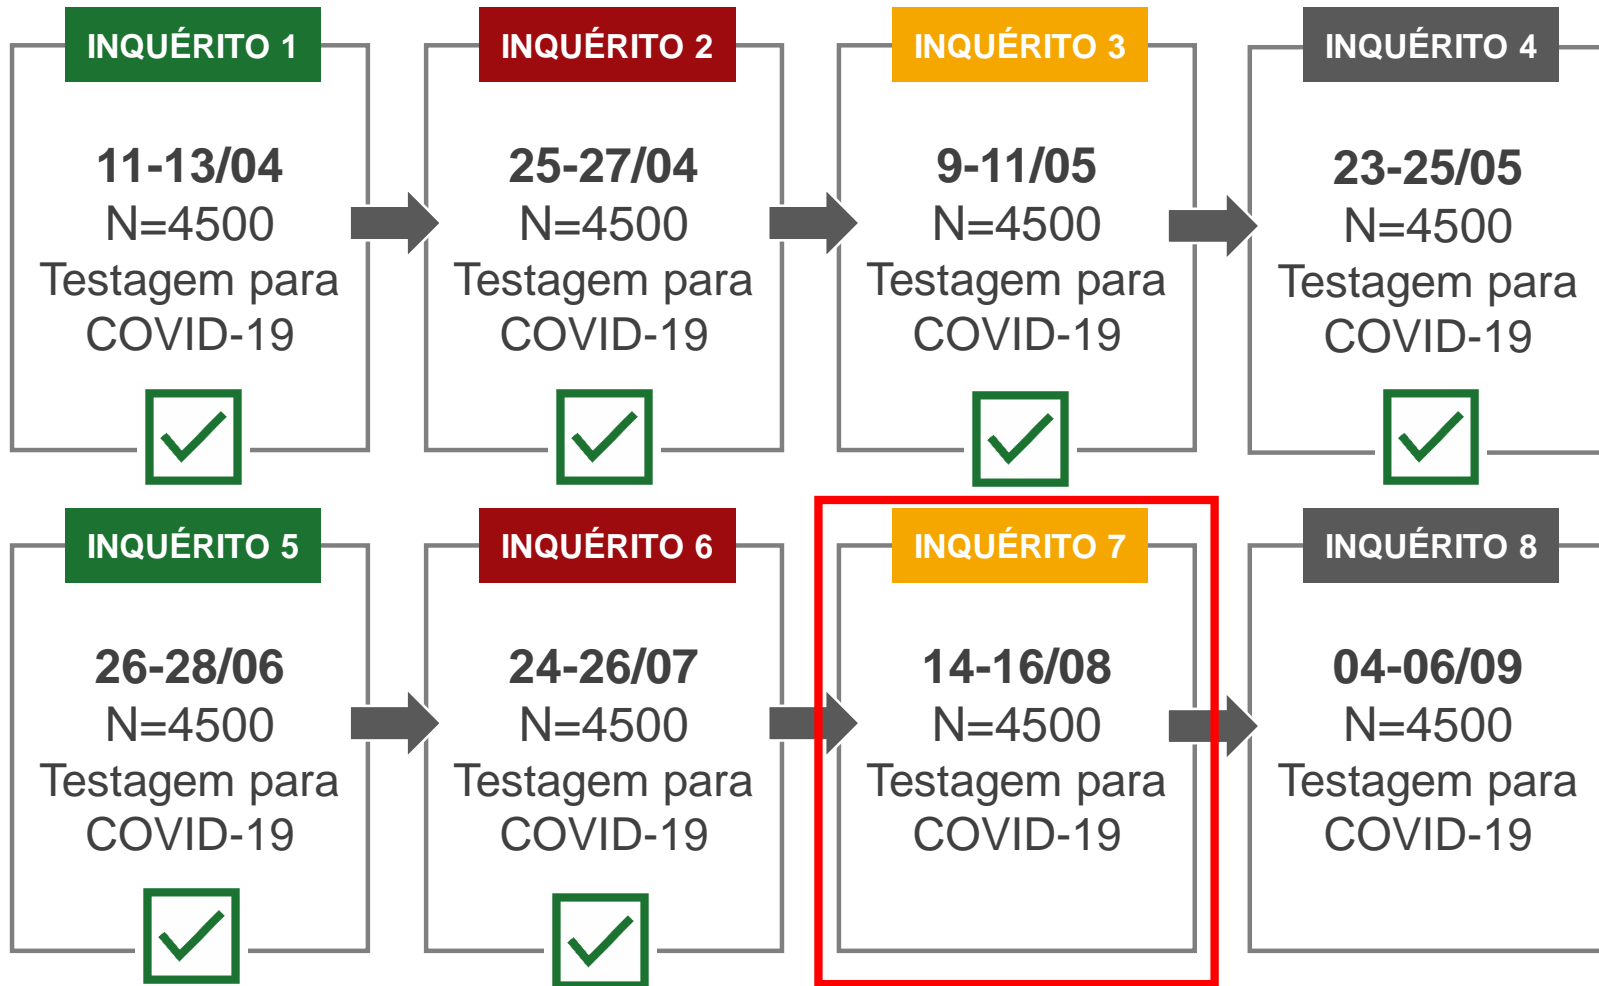 INQUÉRITO 1
11-13/04
N=4500
Testagem para
COVID-19
INQUÉRITO 2
25-27/04
N=4500
Testagem para
COVID-19
INQUÉRITO 3
9-11/05
N=4500
Testagem para
COVID-19
INQUÉRITO 4
23-25/05
N=4500
Testagem para
COVID-19
INQUÉRITO 5
26-28/06
N=4500
Testagem para
COVID-19
INQUÉRITO 6
24-26/07
N=4500
Testagem para
COVID-19
INQUÉRITO 7
14-16/08
N=4500
Testagem para
COVID-19
INQUÉRITO 8
04-06/09
N=4500
Testagem para
COVID-19